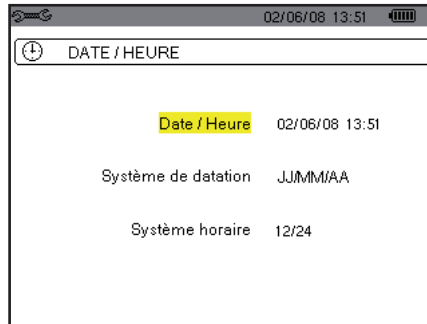 02/06/08 13:51
DATE / HEURE
Date / Heure 02/06/08 13:51
Système de datation JJ/MM/AA
Système horaire 12/24